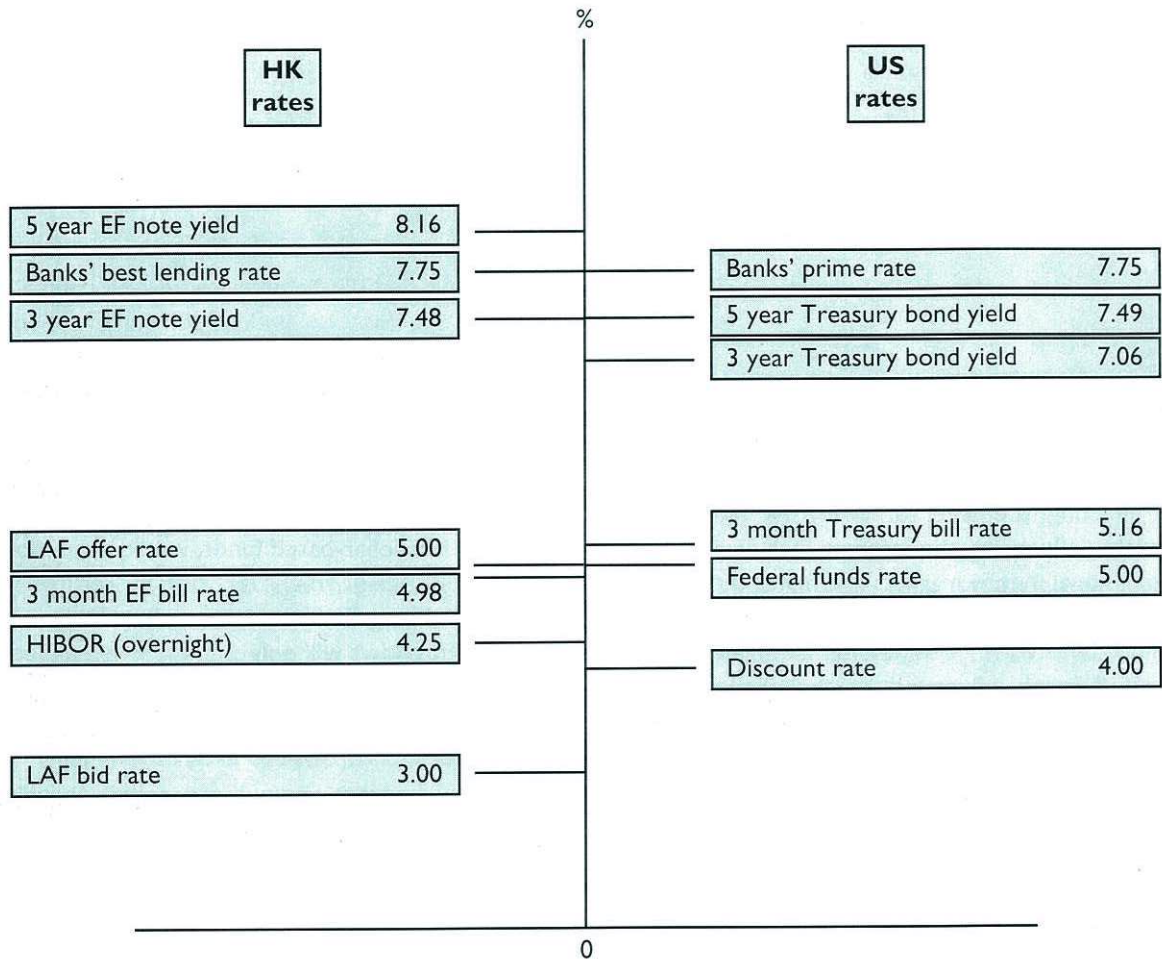 %
HK
rates
US
rates
5 year EF note yield 8.16
Banks' best lending rate 7.75
3 year EF note yield 7.48
Banks' prime rate 7.75
5 year Treasury bond yield 7.49
3 year Treasury bond yield 7.06
LAF offer rate 5.00
3 month EF bill rate 4.98
HIBOR (overnight) 4.25
LAF bid rate 3.00
3 month Treasury bill rate 5.16
Federal funds rate 5.00
Discount rate 4.00
0